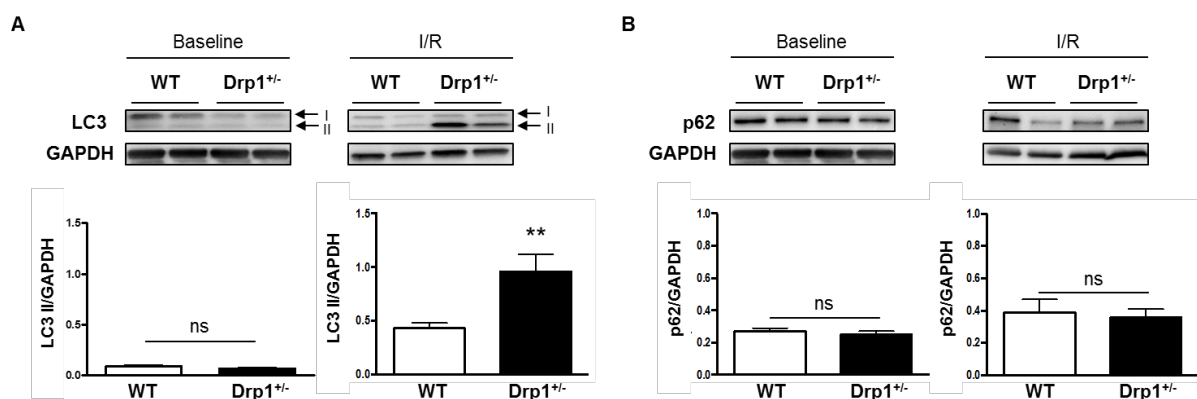 A
Baseline
I/R
WT
Drp1+/-
WT
Drp1+/-
LC3
I
II
I
II
GAPDH
LC3 II/GAPDH
1.5
1.0
0.5
0.0
ns
WT
Drp1+/-
LC3 II/GAPDH
1.5
1.0
0.5
0.0
**
WT
Drp1+/-
B
Baseline
I/R
WT
Drp1+/-
WT
Drp1+/-
p62
GAPDH
p62/GAPDH
1.0
0.8
0.6
0.4
0.2
0.0
ns
WT
Drp1+/-
p62/GAPDH
1.0
0.8
0.6
0.4
0.2
0.0
ns
WT
Drp1+/-